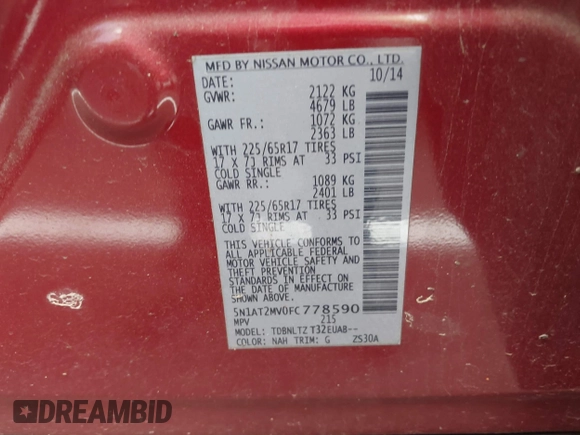 MFD BY NISSAN MOTOR CO., LTD.
DATE: 10/14
GVWR: 2122 KG
4679 LB
GAWR FR.: 1072 KG
2363 LB
WITH 225/65R17 TIRES
17 X 7J RIMS AT 33 PSI
COLD SINGLE
GAWR RR.: 1089 KG
2401 LB
WITH 225/65R17 TIRES
17 X 7J RIMS AT 33 PSI
COLD SINGLE
THIS VEHICLE CONFORMS TO
ALL APPLICABLE FEDERAL
MOTOR VEHICLE SAFETY AND
THEFT PREVENTION
STANDARDS IN EFFECT ON
THE DATE OF MANUFACTURE
SHOWN ABOVE.
5N1AT2MV0FC778590
MPV 215
MODEL: TDBNLTZ T32EUA8--
COLOR: NAH TRIM: G ZS30A
DREAMBID